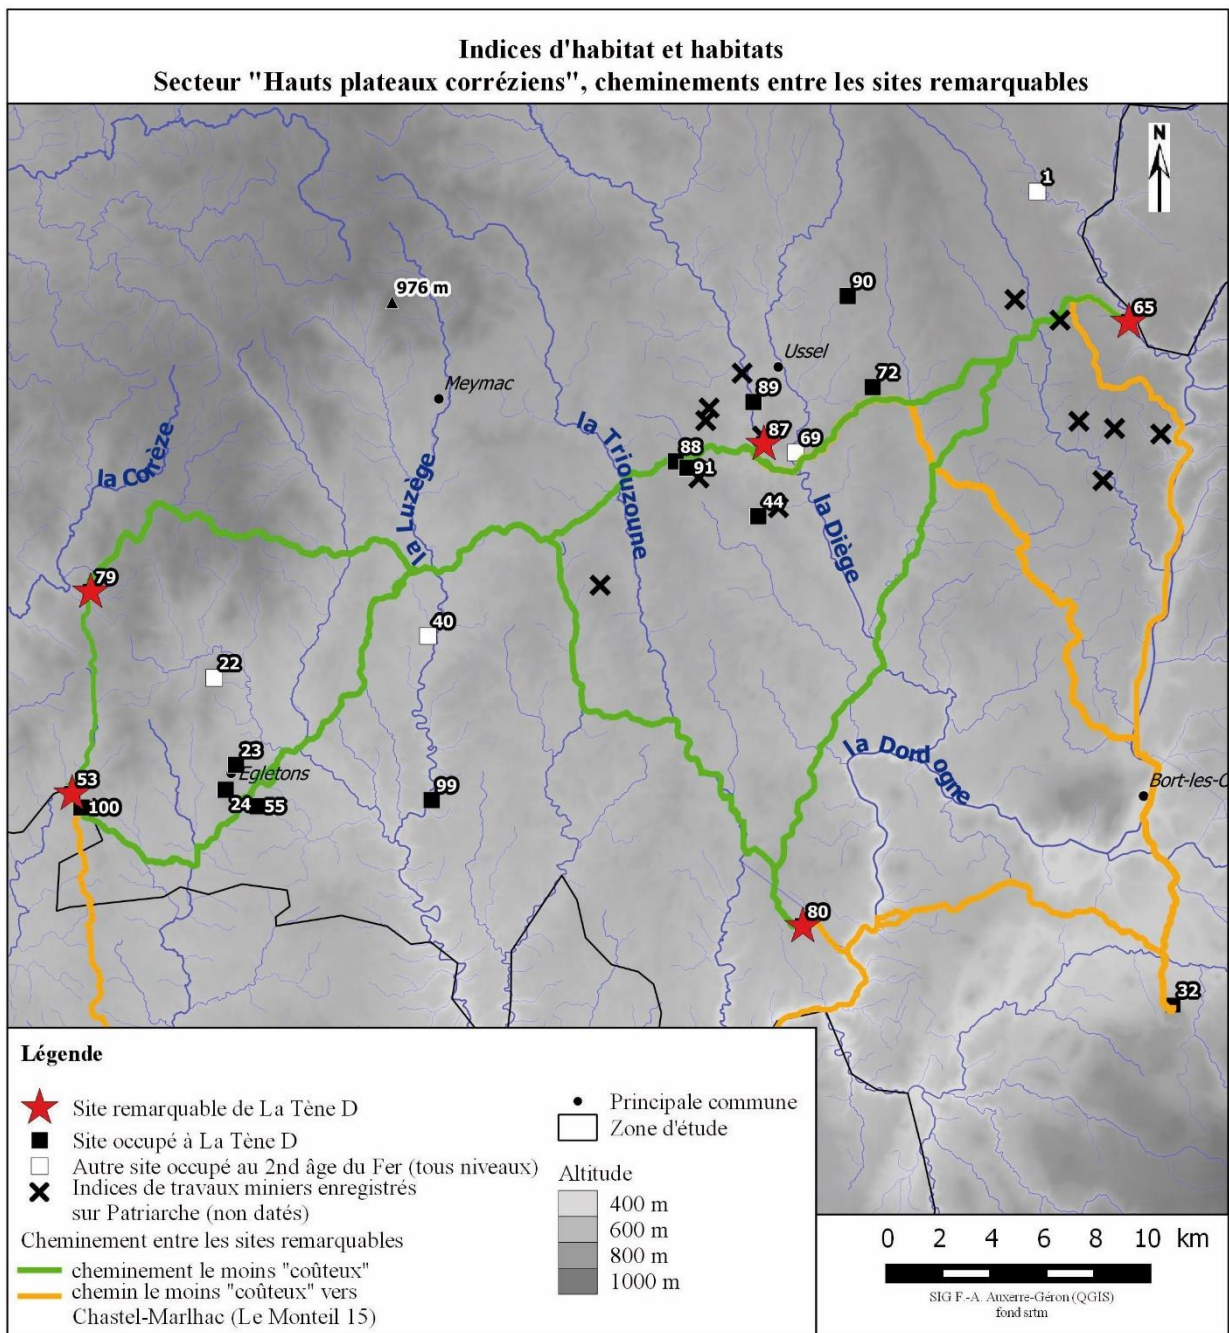 Indices d'habitat et habitats
Secteur "Hauts plateaux corréziens", cheminements entre les sites remarquables
N
1
976 m
90
65
Ussel
Meymac
89
72
87
69
88
91
la Triouzoune
la Corrèze
la Luzège
44
la Diège
79
40
22
la Dordogne
23
Egletons
53
100
24
55
99
Bort-les-O
80
32
Légende
Site remarquable de La Tène D
Site occupé à La Tène D
Autre site occupé au 2nd âge du Fer (tous niveaux)
Indices de travaux miniers enregistrés
sur Patriarche (non datés)
Cheminement entre les sites remarquables
cheminement le moins "coûteux"
chemin le moins "coûteux" vers
Chastel-Marlhac (Le Monteil 15)
Principale commune
Zone d'étude
Altitude
400 m
600 m
800 m
1000 m
0 2 4 6 8 10 km
SIG F.-A. Auxerre-Géron (QGIS)
fond srtm